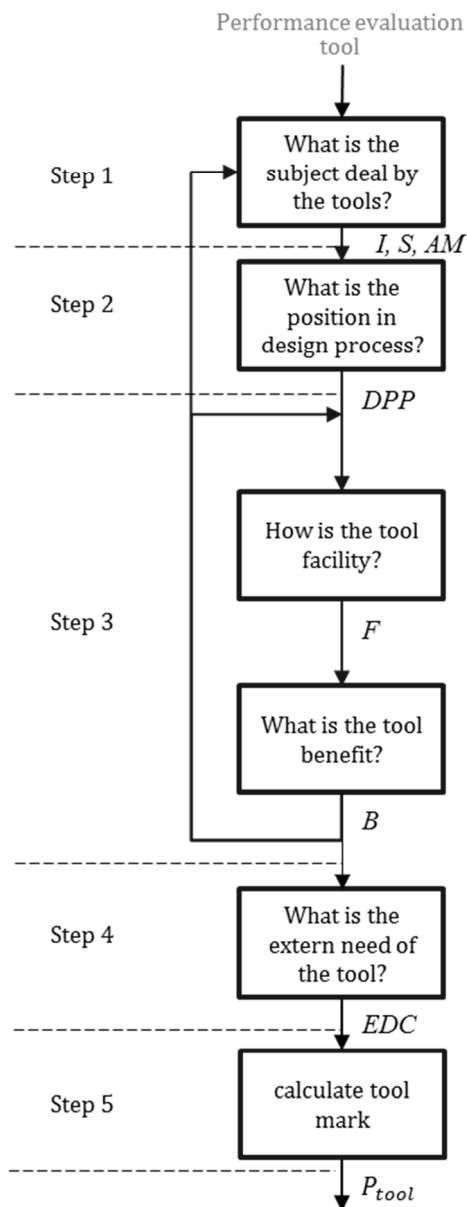 Performance evaluation
tool
What is the
subject deal by
the tools?
Step 1
I, S, AM
What is the
position in
design process?
Step 2
DPP
How is the tool
facility?
Step 3
F
What is the tool
benefit?
B
What is the
extern need of
the tool?
Step 4
EDC
calculate tool
mark
Step 5
P_tool